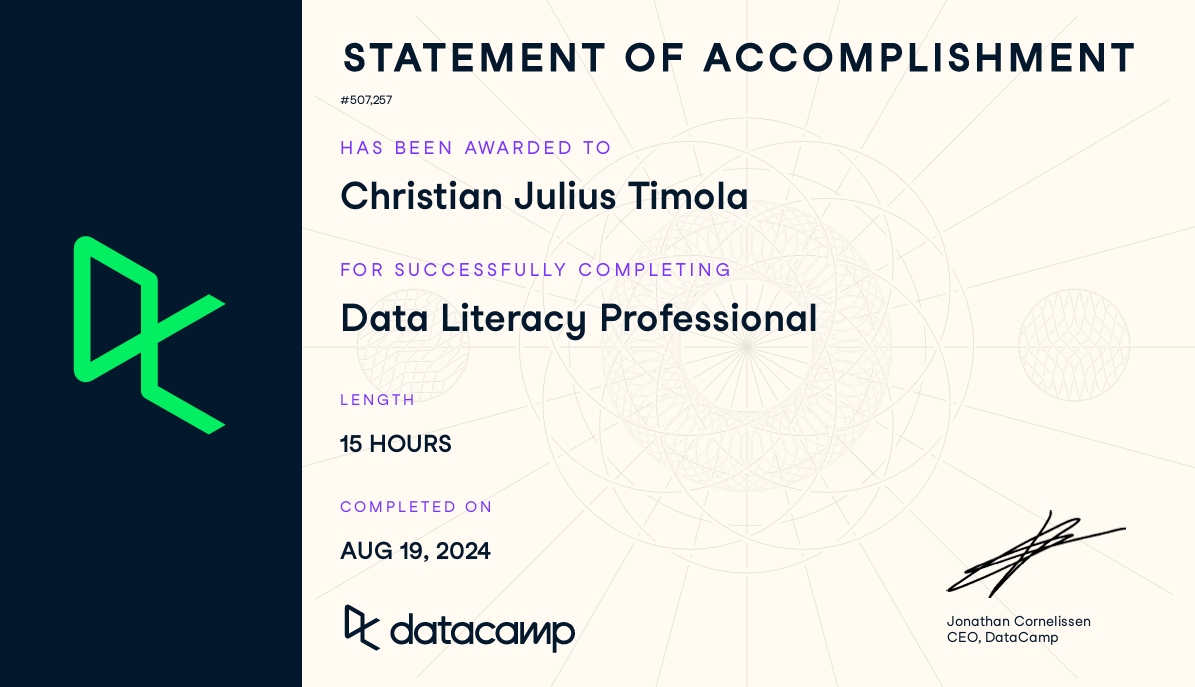 STATEMENT OF ACCOMPLISHMENT
#507,257
HAS BEEN AWARDED TO
Christian Julius Timola
FOR SUCCESSFULLY COMPLETING
Data Literacy Professional
LENGTH
15 HOURS
COMPLETED ON
AUG 19, 2024
datacamp
Jonathan Cornelissen
CEO, DataCamp